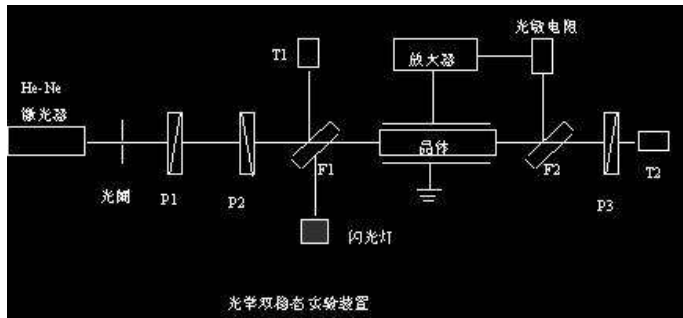 光敏电阻
T1
放大器
He-Ne
激光器
晶体
F1
F2
T2
光阑
P1
P2
P3
闪光灯
光学双稳态实验装置